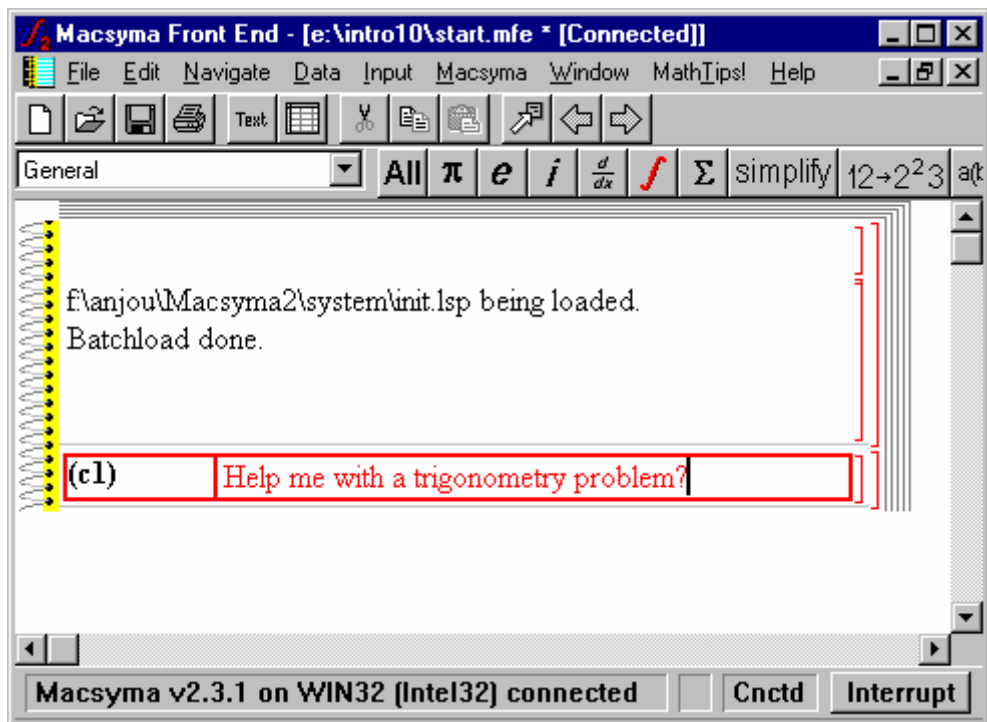 Macsyma Front End - [e:\intro10\start.mfe * [Connected]]
File Edit Navigate Data Input Macsyma Window MathTips! Help
Text
General All π e i d/dx ∫ Σ simplify 12→2²3 a(b
f:\anjou\Macsyma2\system\init.lsp being loaded.
Batchload done.
(c1) Help me with a trigonometry problem?
Macsyma v2.3.1 on WIN32 (Intel32) connected Cnctd Interrupt